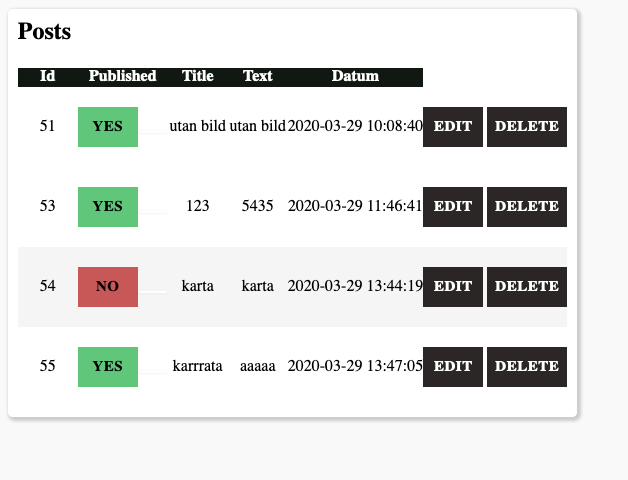 Posts
Id Published Title Text Datum
51 YES utan bild utan bild 2020-03-29 10:08:40 EDIT DELETE
53 YES 123 5435 2020-03-29 11:46:41 EDIT DELETE
54 NO karta karta 2020-03-29 13:44:19 EDIT DELETE
55 YES karrrata aaaaa 2020-03-29 13:47:05 EDIT DELETE